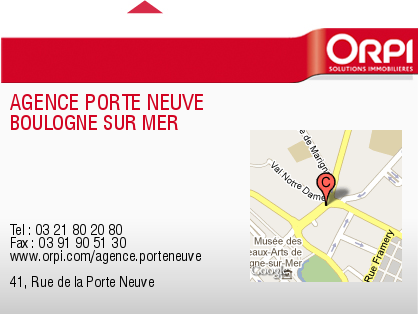 ORPI
SOLUTIONS IMMOBILIÈRES
AGENCE PORTE NEUVE
BOULOGNE SUR MER
Tel : 03 21 80 20 80
Fax : 03 91 90 51 30
www.orpi.com/agence.porteneuve
41, Rue de la Porte Neuve
e de Marign
Val Notre Dame
C
Musée des
eaux-Arts de
gne-sur-Mer
Rue Framery
Google